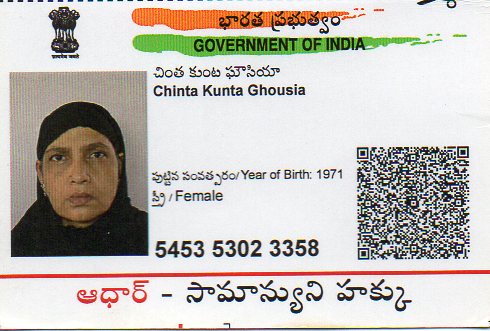 భారత ప్రభుత్వం
GOVERNMENT OF INDIA
చింత కుంట ఘౌసియా
Chinta Kunta Ghousia
పుట్టిన సంవత్సరం/ Year of Birth: 1971
స్త్రీ / Female
5453 5302 3358
ఆధార్ - సామాన్యుని హక్కు